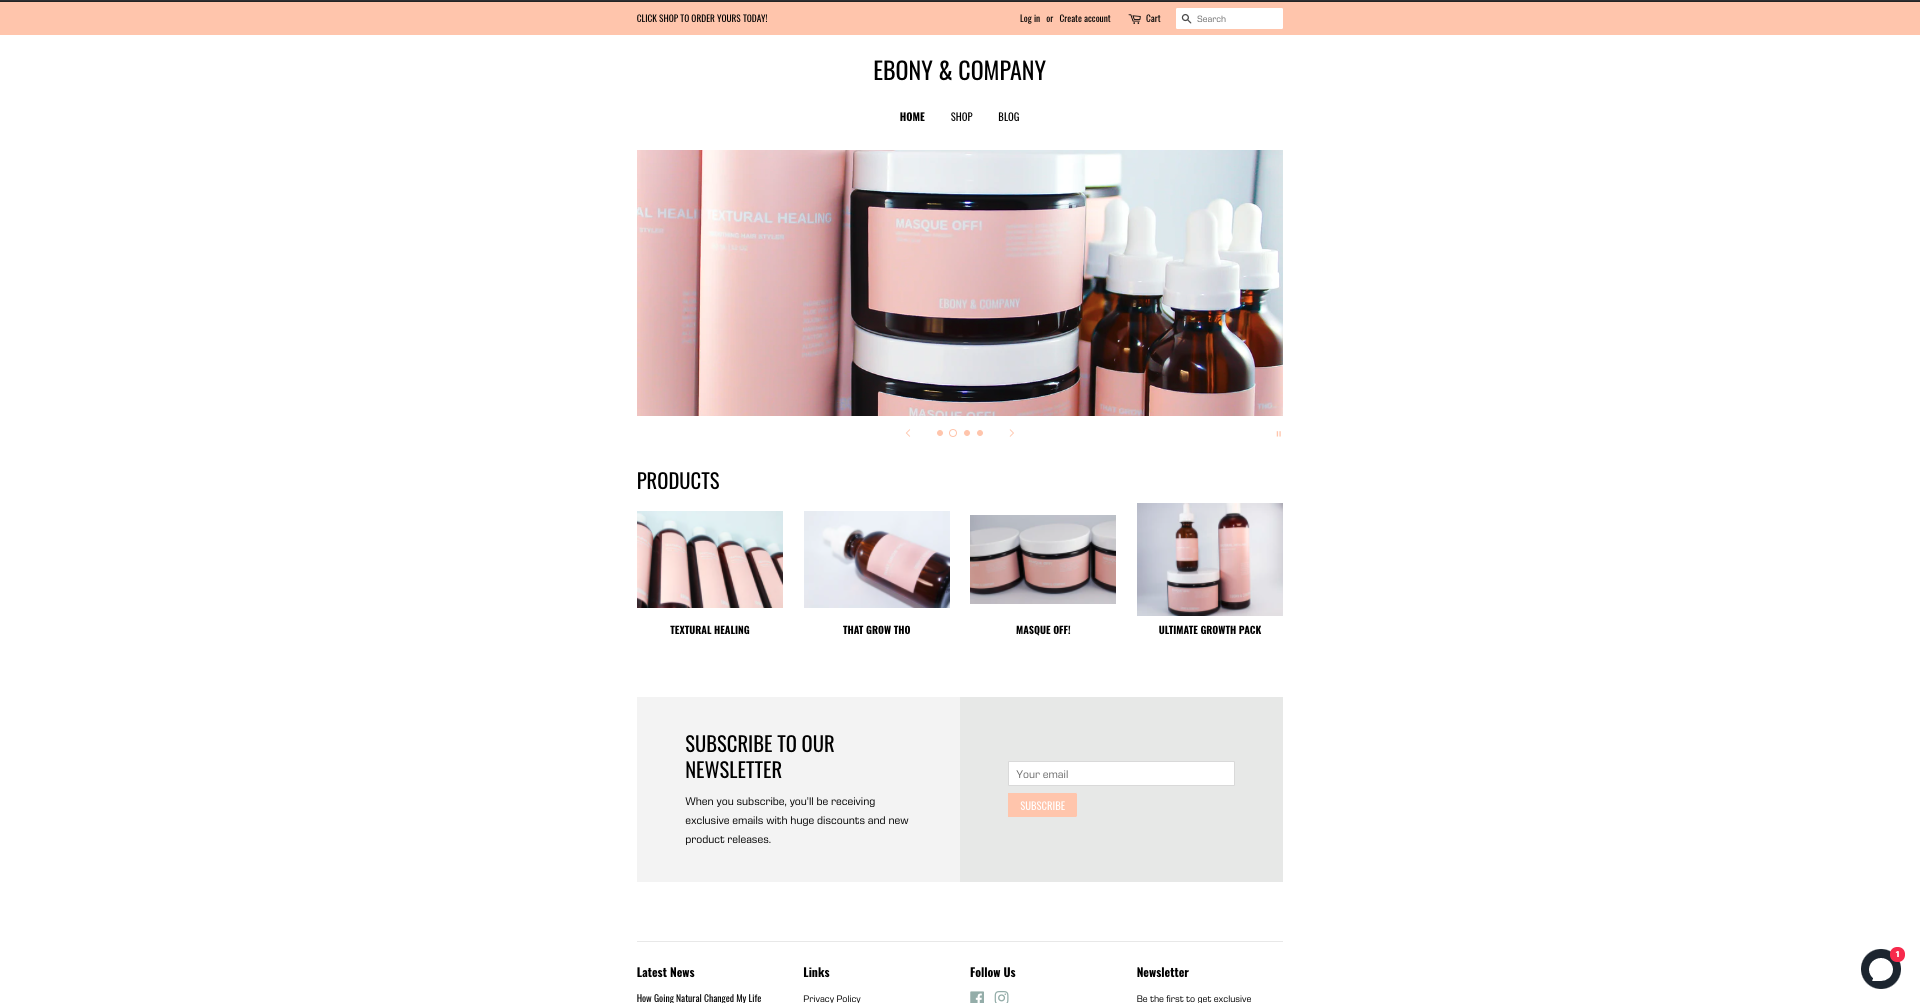 CLICK SHOP TO ORDER YOURS TODAY!
Log in or Create account Cart Search
EBONY & COMPANY
HOME SHOP BLOG
AL HEALI
TEXTURAL HEALING
MASQUE OFF!
EBONY & COMPANY
MASQUE OFF!
PRODUCTS
TEXTURAL HEALING
THAT GROW THO
MASQUE OFF!
ULTIMATE GROWTH PACK
SUBSCRIBE TO OUR
NEWSLETTER
When you subscribe, you'll be receiving
exclusive emails with huge discounts and new
product releases.
Your email
SUBSCRIBE
1
Latest News
Links
Follow Us
Newsletter
How Going Natural Changed My Life
Privacy Policy
Be the first to get exclusive